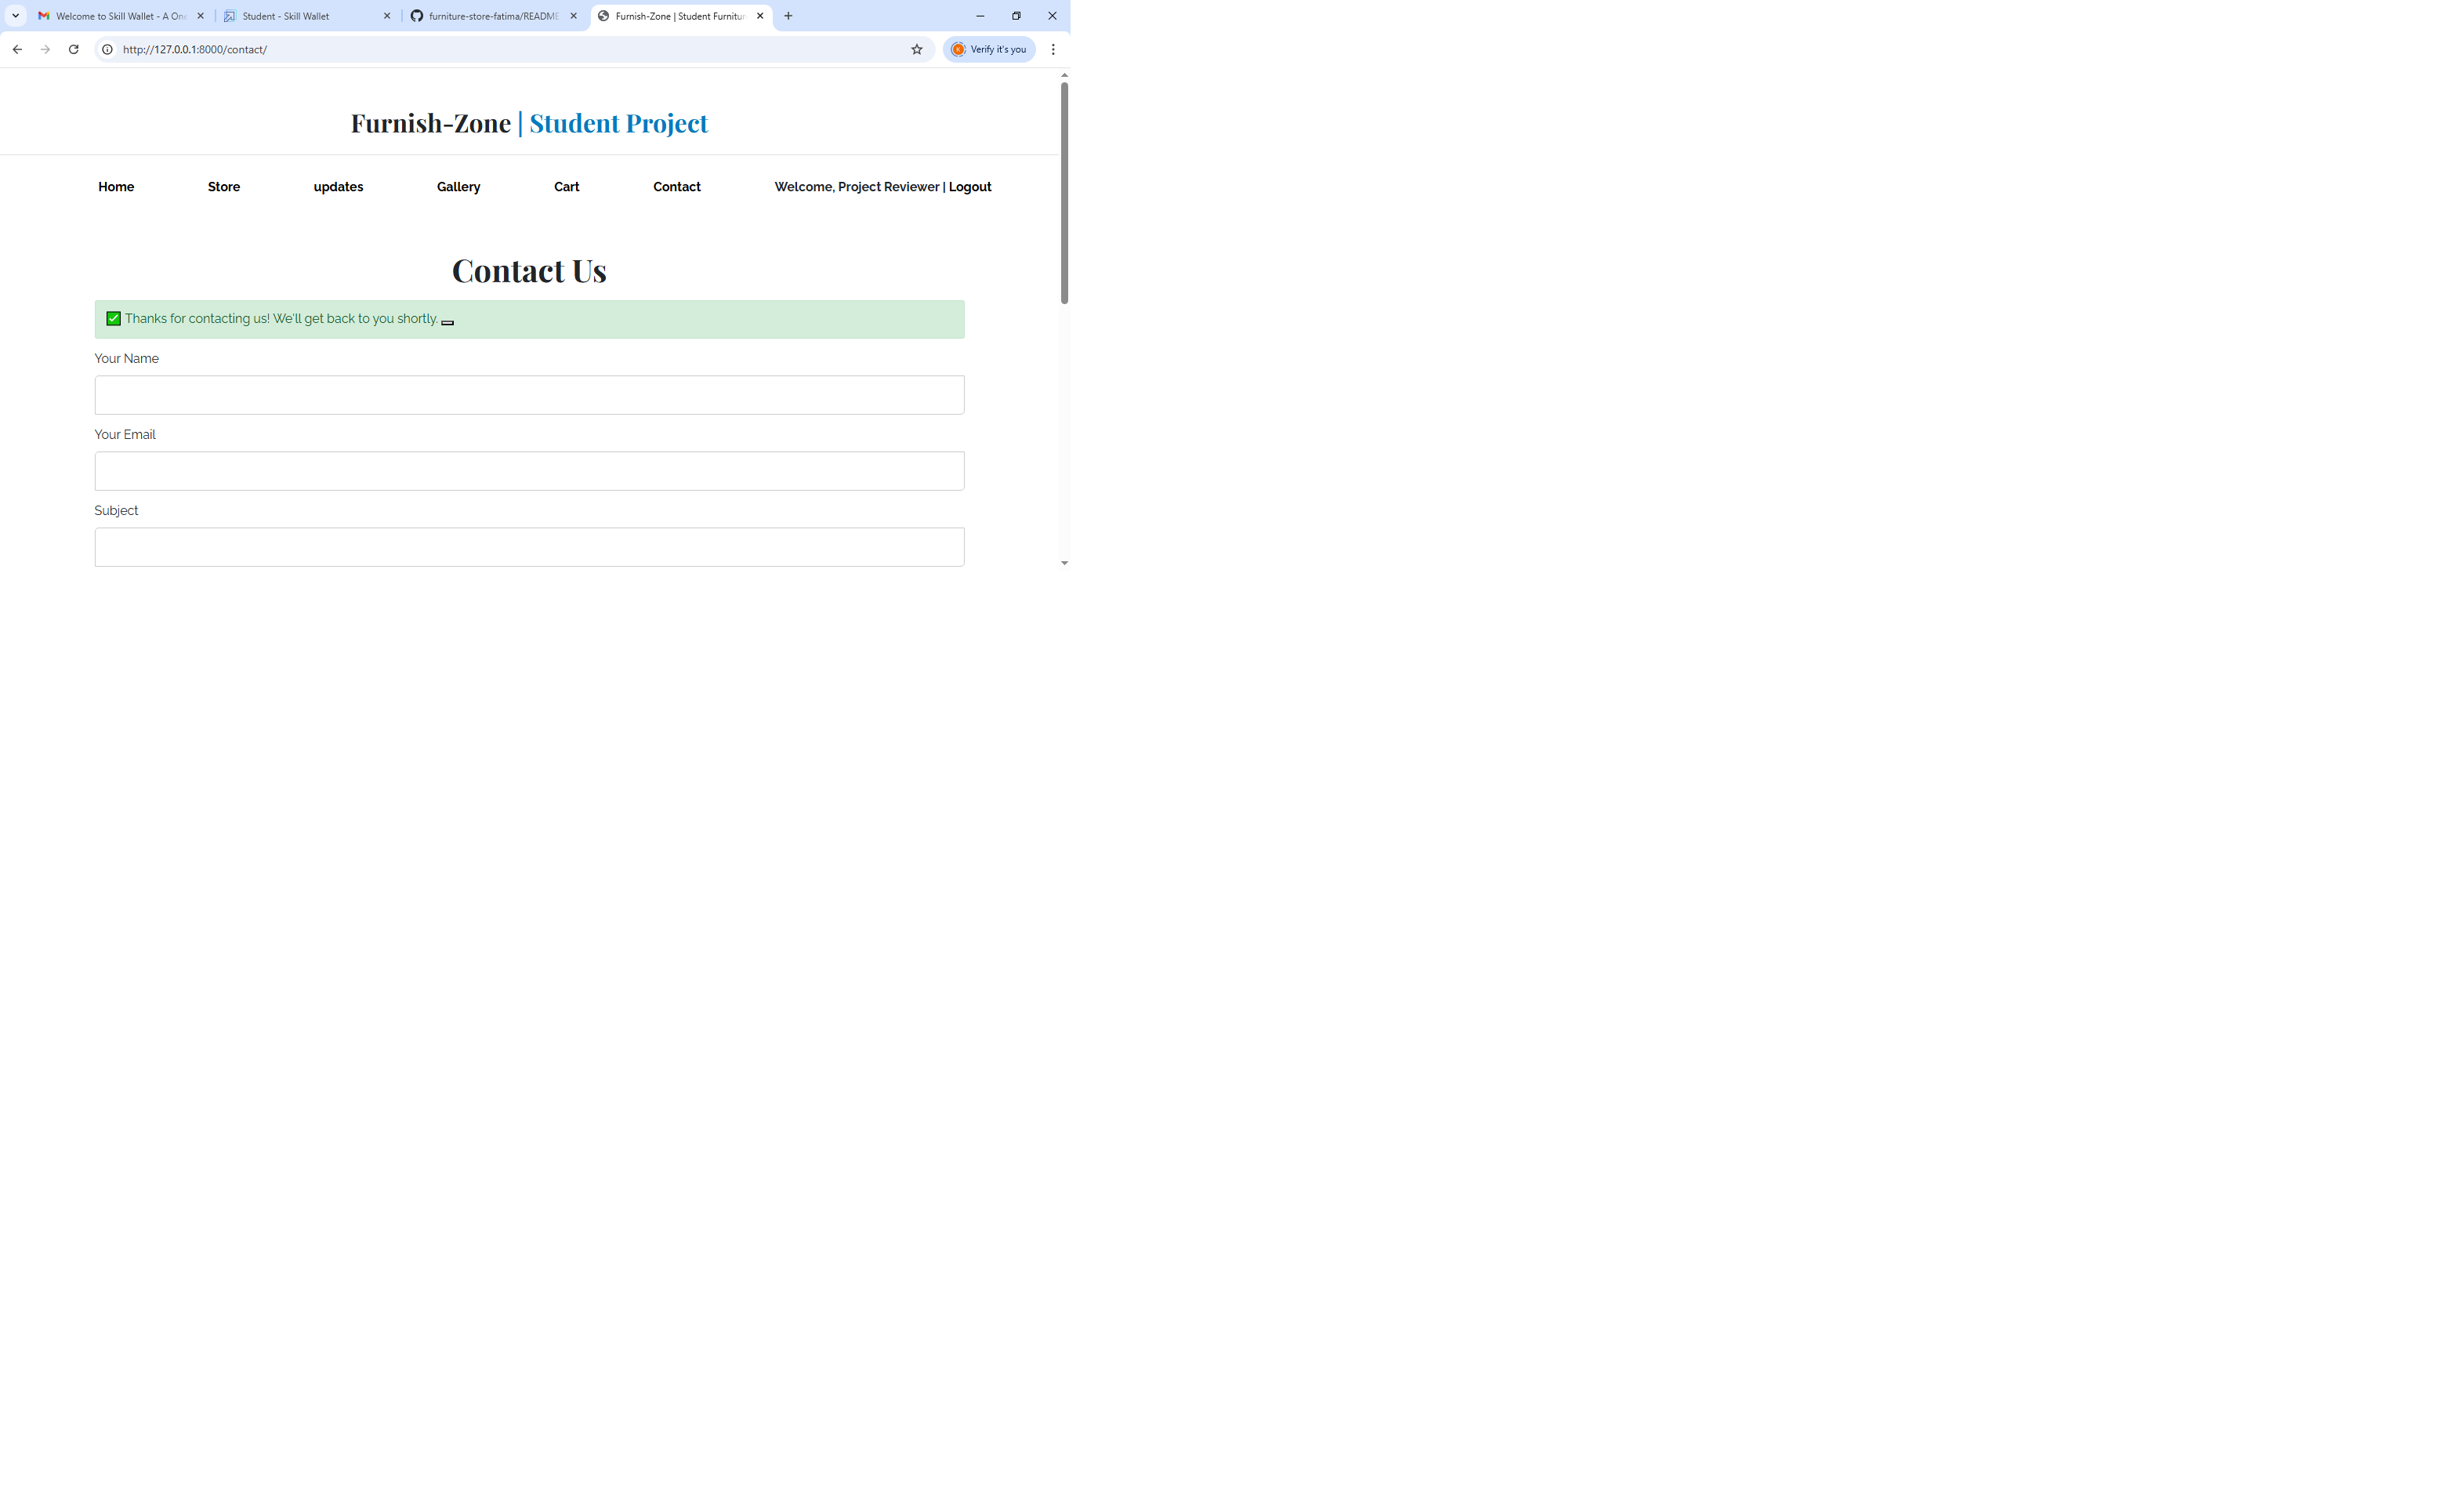 Welcome to Skill Wallet - A On
Student - Skill Wallet
furniture-store-fatima/README
Furnish-Zone | Student Furnitur
http://127.0.0.1:8000/contact/
Verify it's you
Furnish-Zone | Student Project
Home Store updates Gallery Cart Contact Welcome, Project Reviewer | Logout
Contact Us
Thanks for contacting us! We'll get back to you shortly.
Your Name
Your Email
Subject